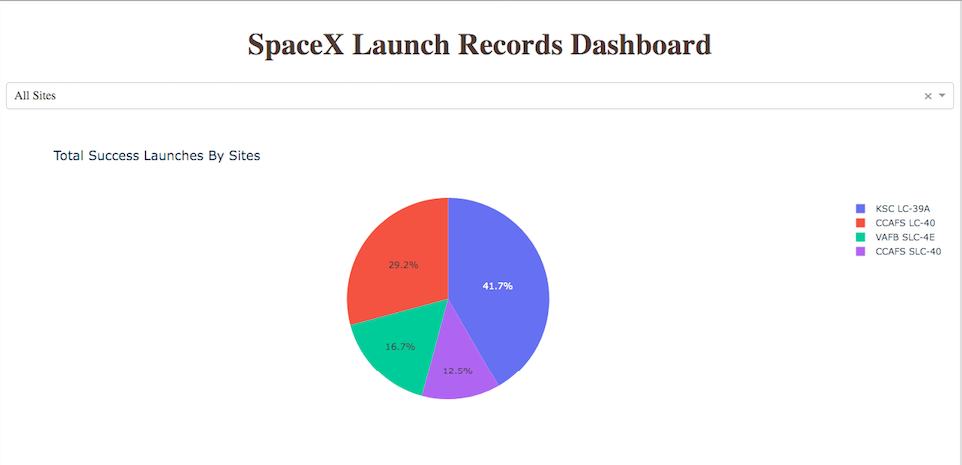 SpaceX Launch Records Dashboard
All Sites
Total Success Launches By Sites
KSC LC-39A
CCAFS LC-40
VAFB SLC-4E
CCAFS SLC-40
29.2%
41.7%
16.7%
12.5%